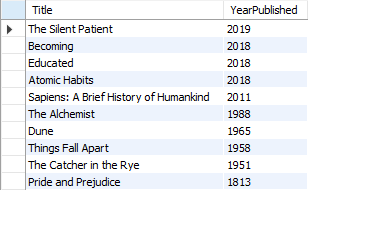 Title YearPublished
The Silent Patient 2019
Becoming 2018
Educated 2018
Atomic Habits 2018
Sapiens: A Brief History of Humankind 2011
The Alchemist 1988
Dune 1965
Things Fall Apart 1958
The Catcher in the Rye 1951
Pride and Prejudice 1813